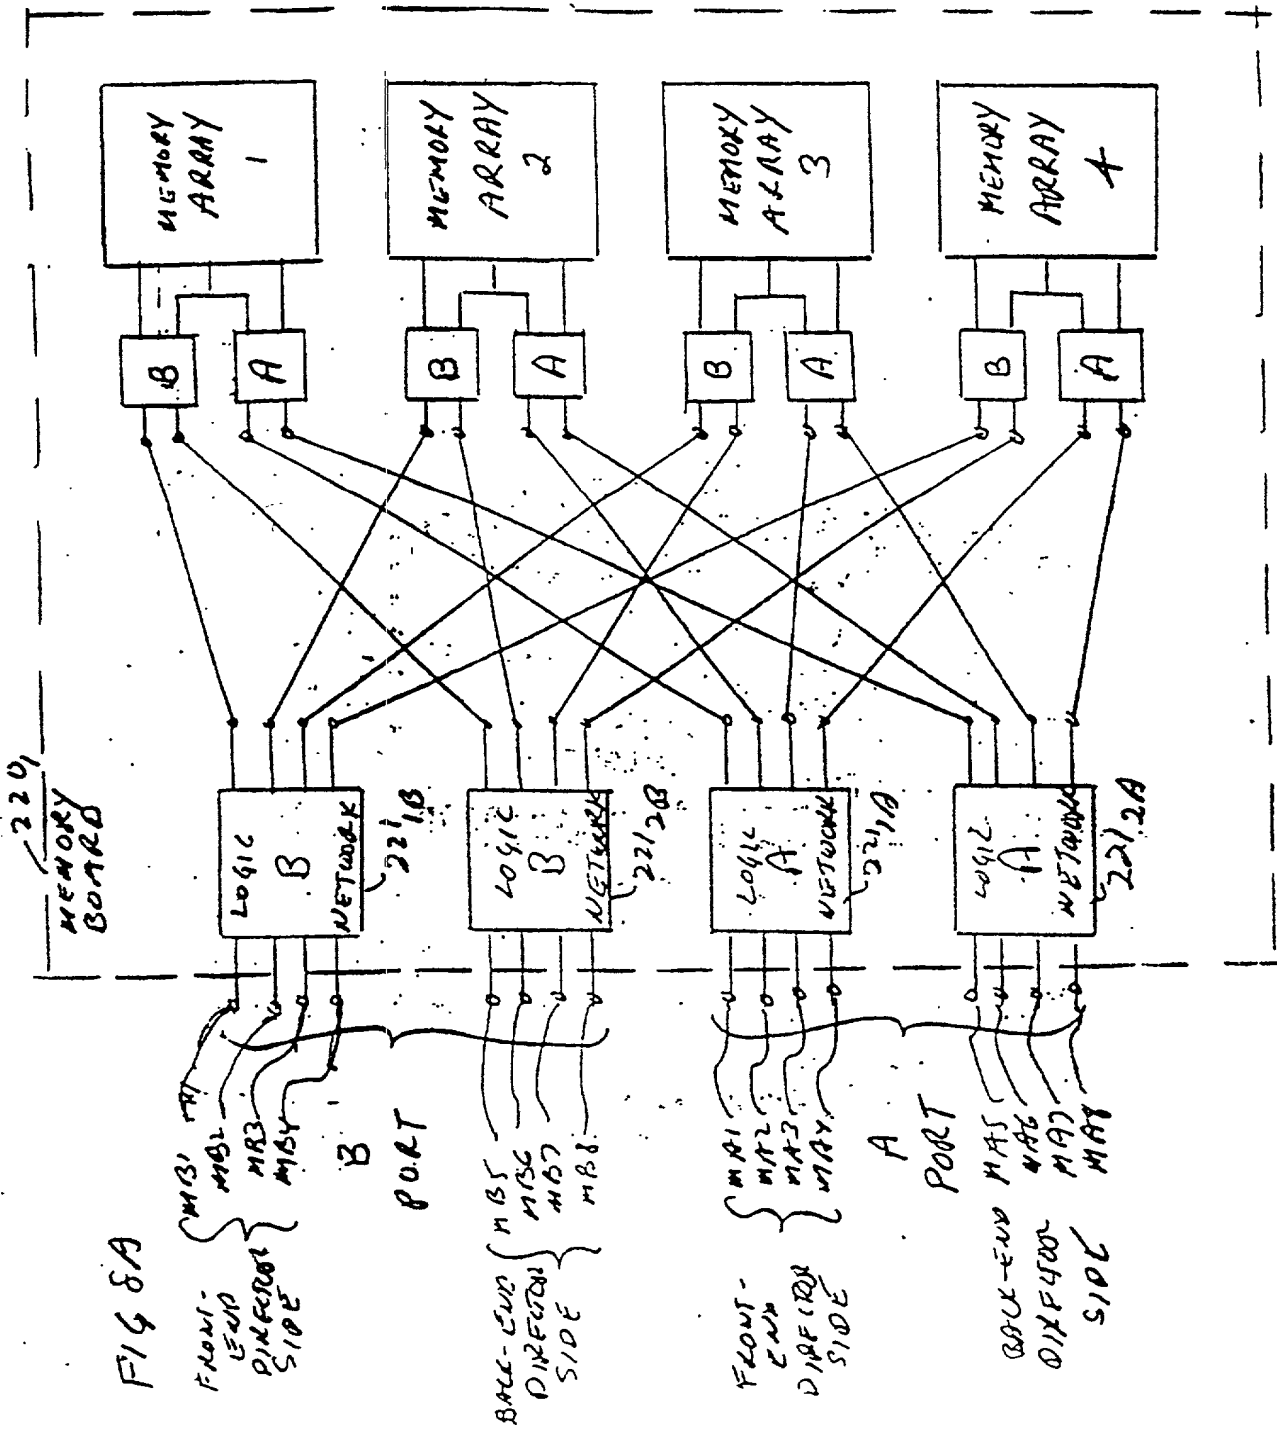 FIG 8A
220,
MEMORY
BOARD
MEMORY
ARRAY
1
MEMORY
ARRAY
2
MEMORY
ARRAY
3
MEMORY
ARRAY
4
B
A
B
A
B
A
B
A
LOGIC
B
NETWORK
221,1B
LOGIC
B
NETWORK
221,2B
LOGIC
A
NETWORK
221,1A
LOGIC
A
NETWORK
221,2A
MB1
MB2
MB3
MB4
B
PORT
MB5
MB6
MB7
MB8
MA1
MA2
MA3
MA4
A
PORT
MA5
MA6
MA7
MA8
FRONT-
END
DIRECTOR
SIDE
BACK-END
DIRECTOR
SIDE
FRONT-
END
DIRECTOR
SIDE
BACK-END
DIRECTOR
SIDE